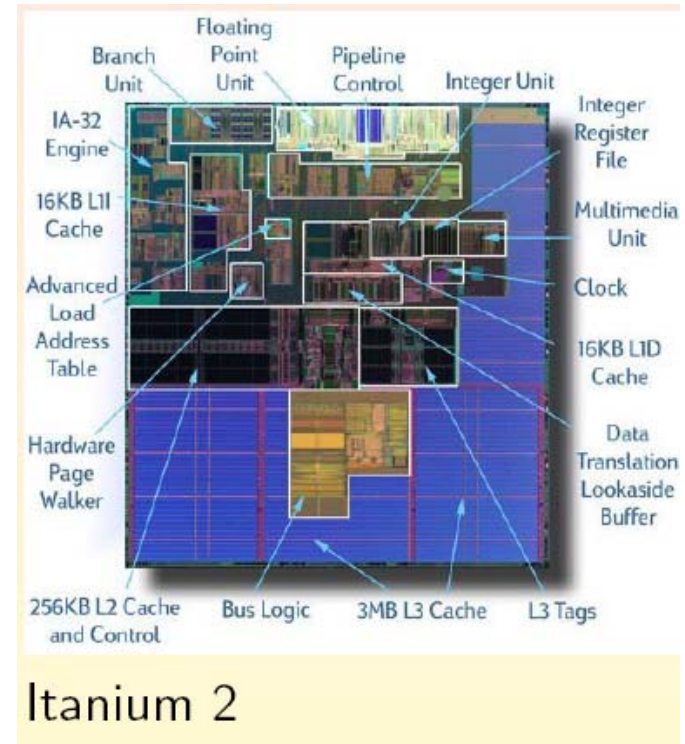 Floating
Point
Unit
Branch
Unit
Pipeline
Control
Integer Unit
IA-32
Engine
Integer
Register
File
16KB L1I
Cache
Multimedia
Unit
Advanced
Load
Address
Table
Clock
16KB L1D
Cache
Hardware
Page
Walker
Data
Translation
Lookaside
Buffer
256KB L2 Cache
and Control
Bus Logic
3MB L3 Cache
L3 Tags
Itanium 2